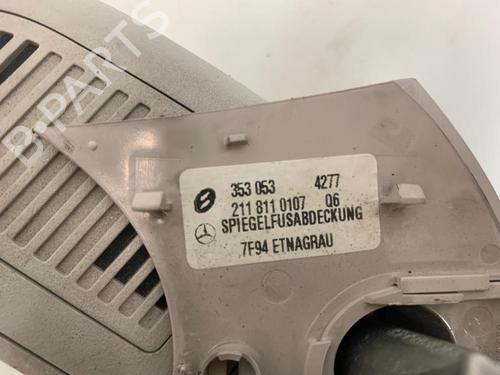 B-PARTS
353 053 4277
211 811 0107 Q6
SPIEGELFUSABDECKUNG
7F94 ETNAGRAU